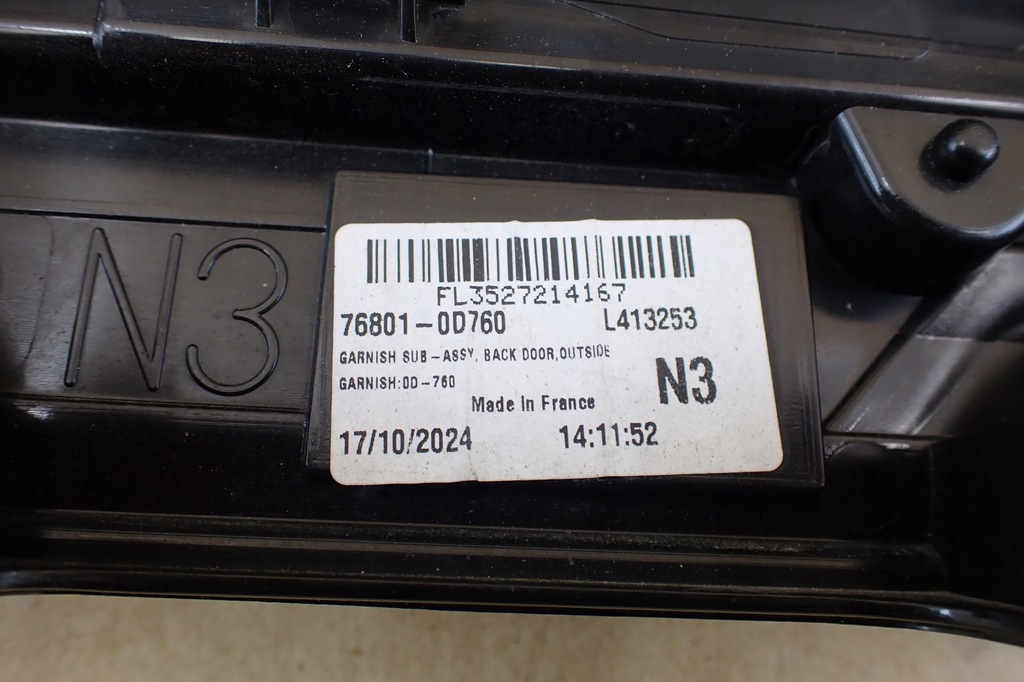 N3
FL3527214167
76801-0D760 L413253
GARNISH SUB-ASSY, BACK DOOR,OUTSIDE
GARNISH:0D-760 N3
Made In France
17/10/2024 14:11:52